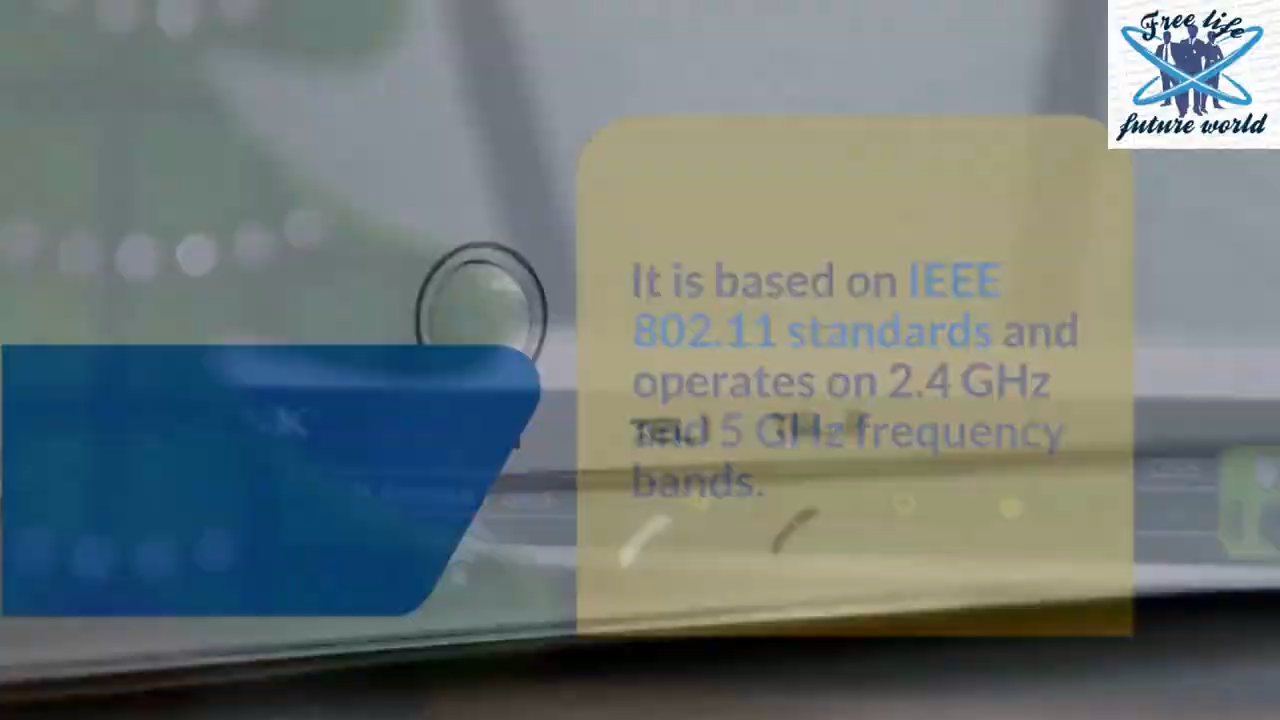 Free life
future world
It is based on IEEE
802.11 standards and
operates on 2.4 GHz
and 5 GHz frequency
bands.